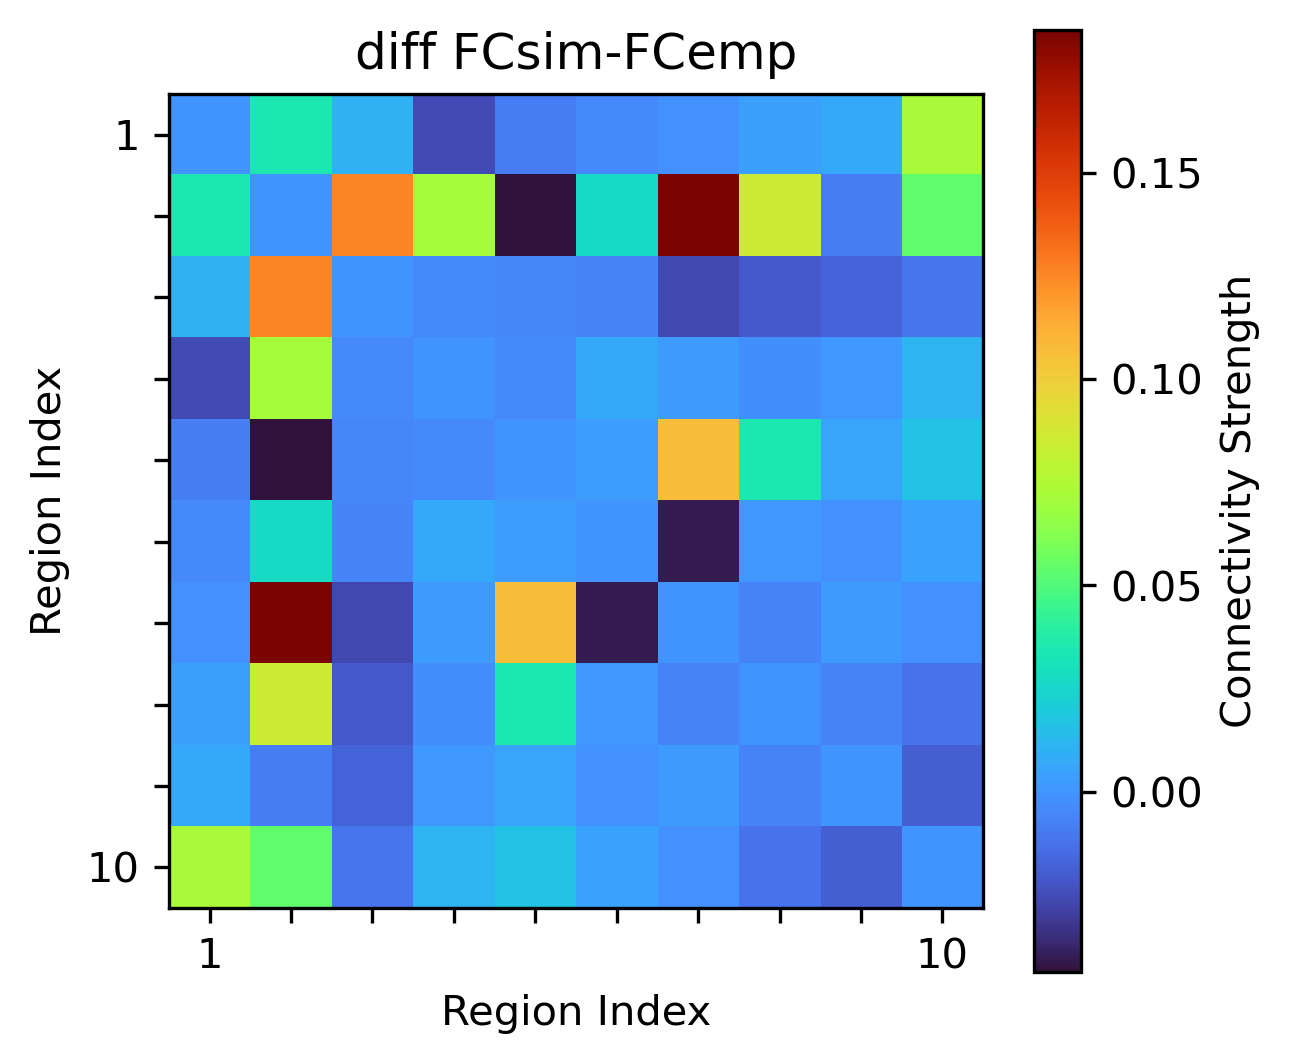 diff FCsim-FCemp
1
10
Region Index
1
10
Region Index
0.15
0.10
0.05
0.00
Connectivity Strength